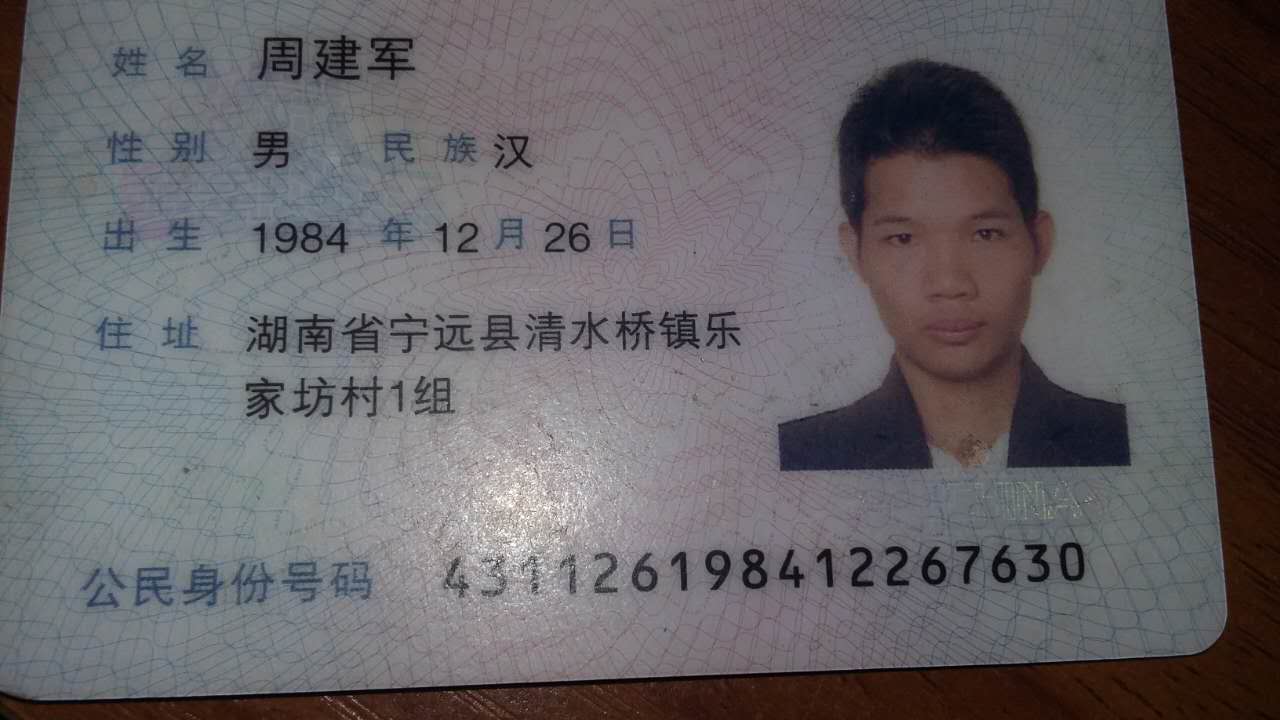 姓名 周建军
性别 男 民族 汉
出生 1984 年 12 月 26 日
住址 湖南省宁远县清水桥镇乐
家坊村1组
公民身份号码 431126198412267630